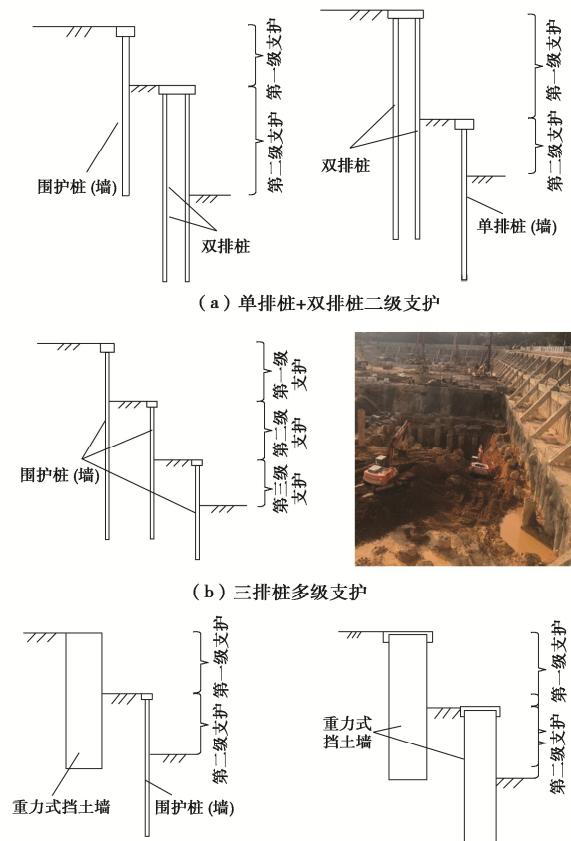 第一级支护
第二级支护
围护桩(墙)
双排桩
第一级支护
第二级支护
双排桩
单排桩(墙)
(a)单排桩+双排桩二级支护
第一级
支护
第二级
支护
第三级
支护
围护桩(墙)
(b)三排桩多级支护
第一级支护
第二级支护
重力式挡土墙
围护桩(墙)
第一级支护
第二级支护
重力式
挡土墙